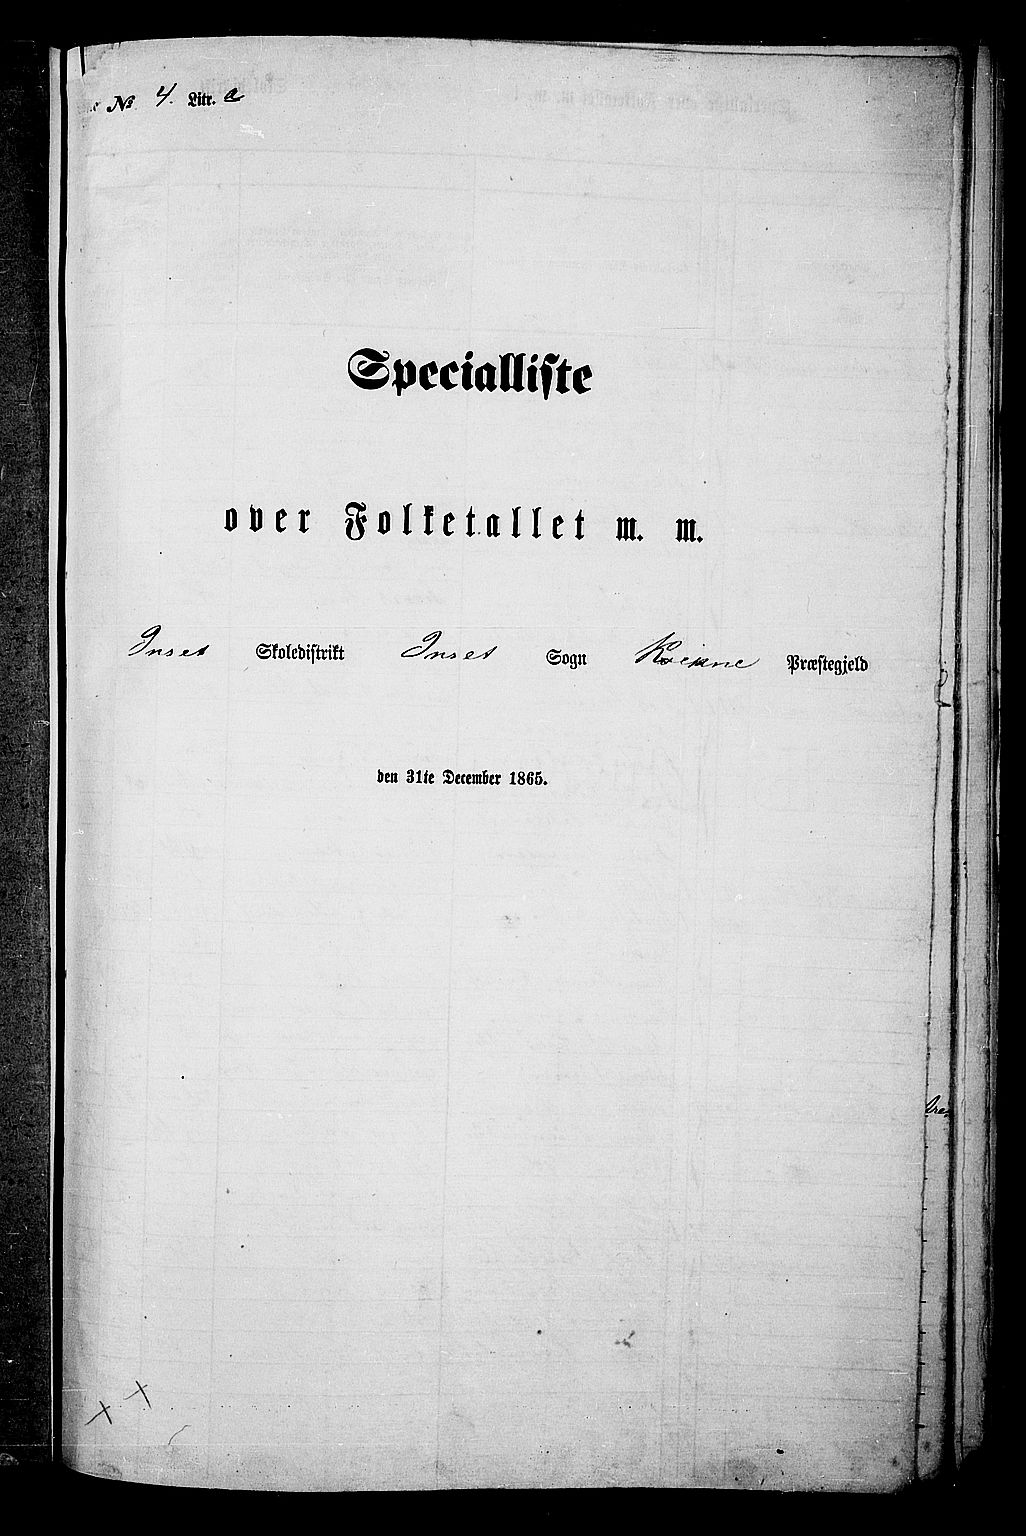 № 4. Litr. a
Specialliste
over Folketallet m. m.
Inset Skoledistrikt Inset Sogn Kvikne Præstegjeld
den 31te December 1865.